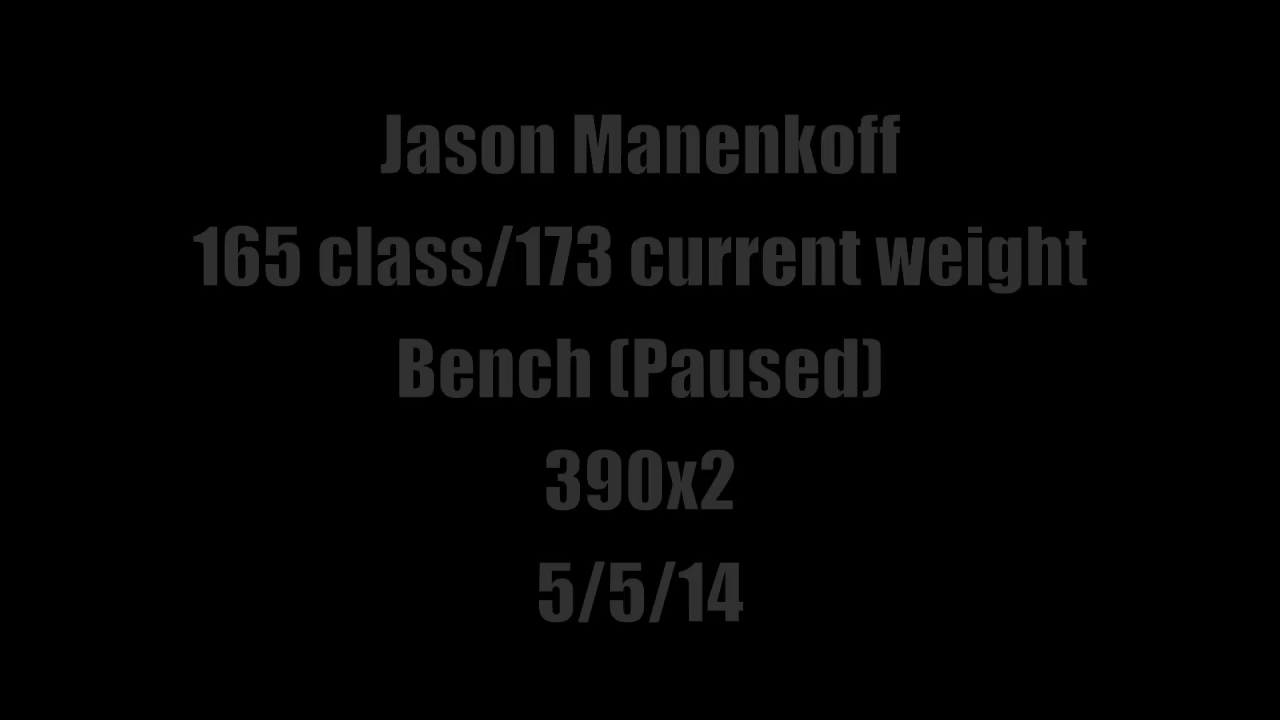 Jason Manenkoff
165 class/173 current weight
Bench (Paused)
390x2
5/5/14